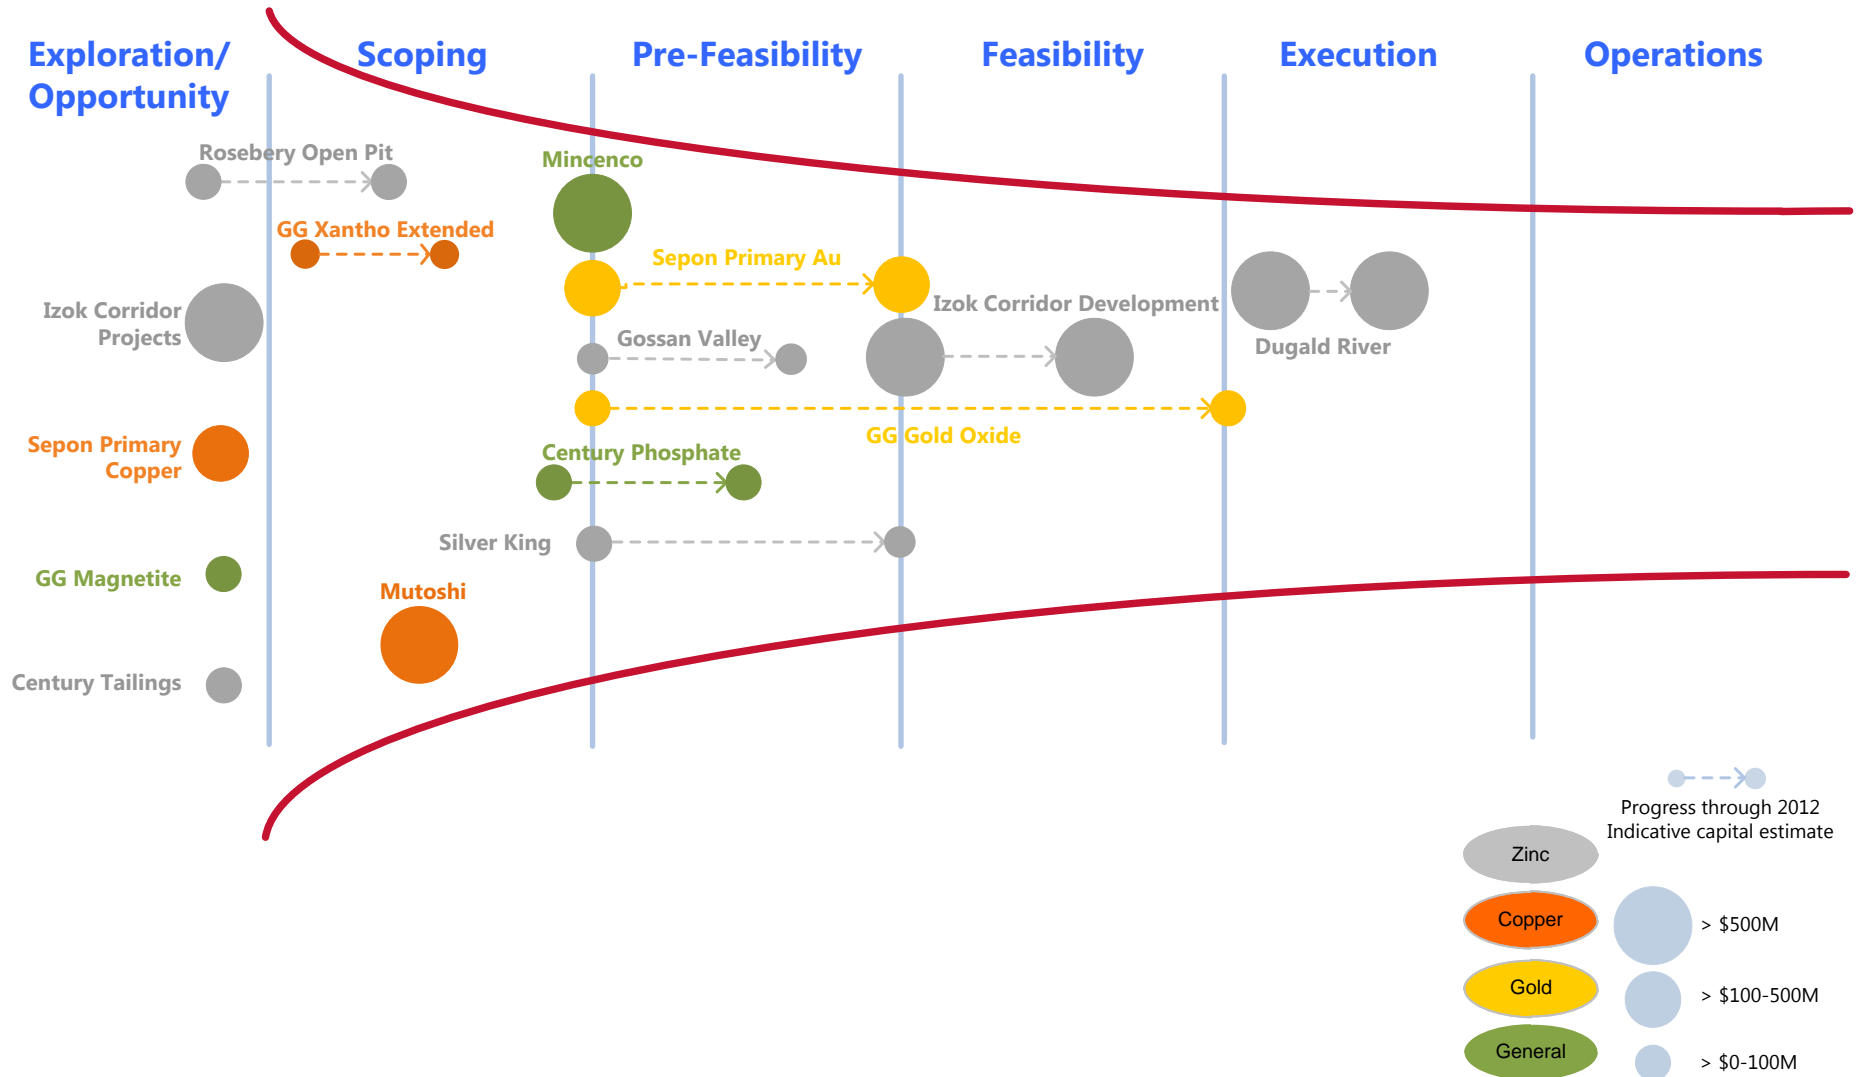 Exploration/
Opportunity
Scoping
Pre-Feasibility
Feasibility
Execution
Operations
Rosebery Open Pit
Mincenco
GG Xantho Extended
Sepon Primary Au
Izok Corridor
Projects
Izok Corridor Development
Gossan Valley
Dugald River
GG Gold Oxide
Sepon Primary
Copper
Century Phosphate
Silver King
GG Magnetite
Mutoshi
Century Tailings
Progress through 2012
Indicative capital estimate
Zinc
Copper
> $500M
Gold
> $100-500M
General
> $0-100M